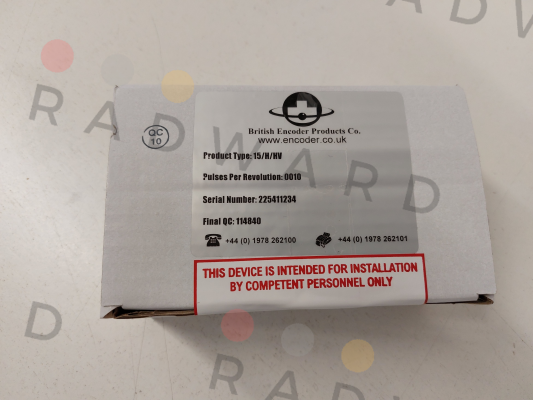 RADWARD
QC
10
British Encoder Products Co.
www.encoder.co.uk
Product Type: 15/H/HV
Pulses Per Revolution: 0010
Serial Number: 225411234
Final QC: 114840
+44 (0) 1978 262100
+44 (0) 1978 262101
THIS DEVICE IS INTENDED FOR INSTALLATION
BY COMPETENT PERSONNEL ONLY
D
RADW